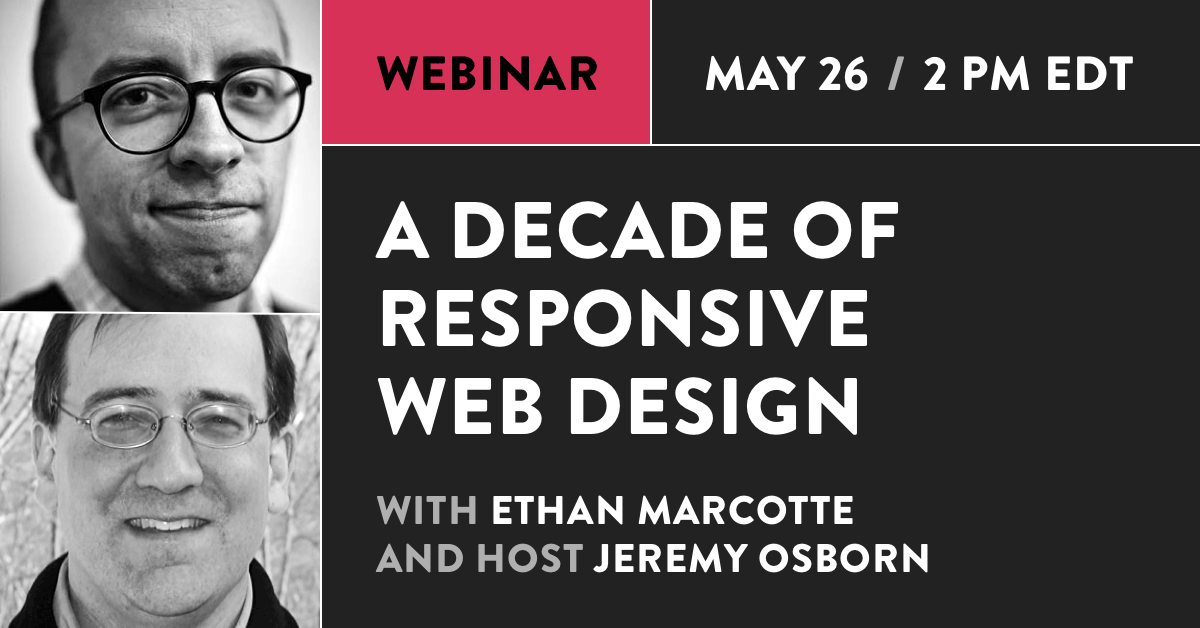 WEBINAR
MAY 26 / 2 PM EDT
A DECADE OF
RESPONSIVE
WEB DESIGN
WITH ETHAN MARCOTTE
AND HOST JEREMY OSBORN